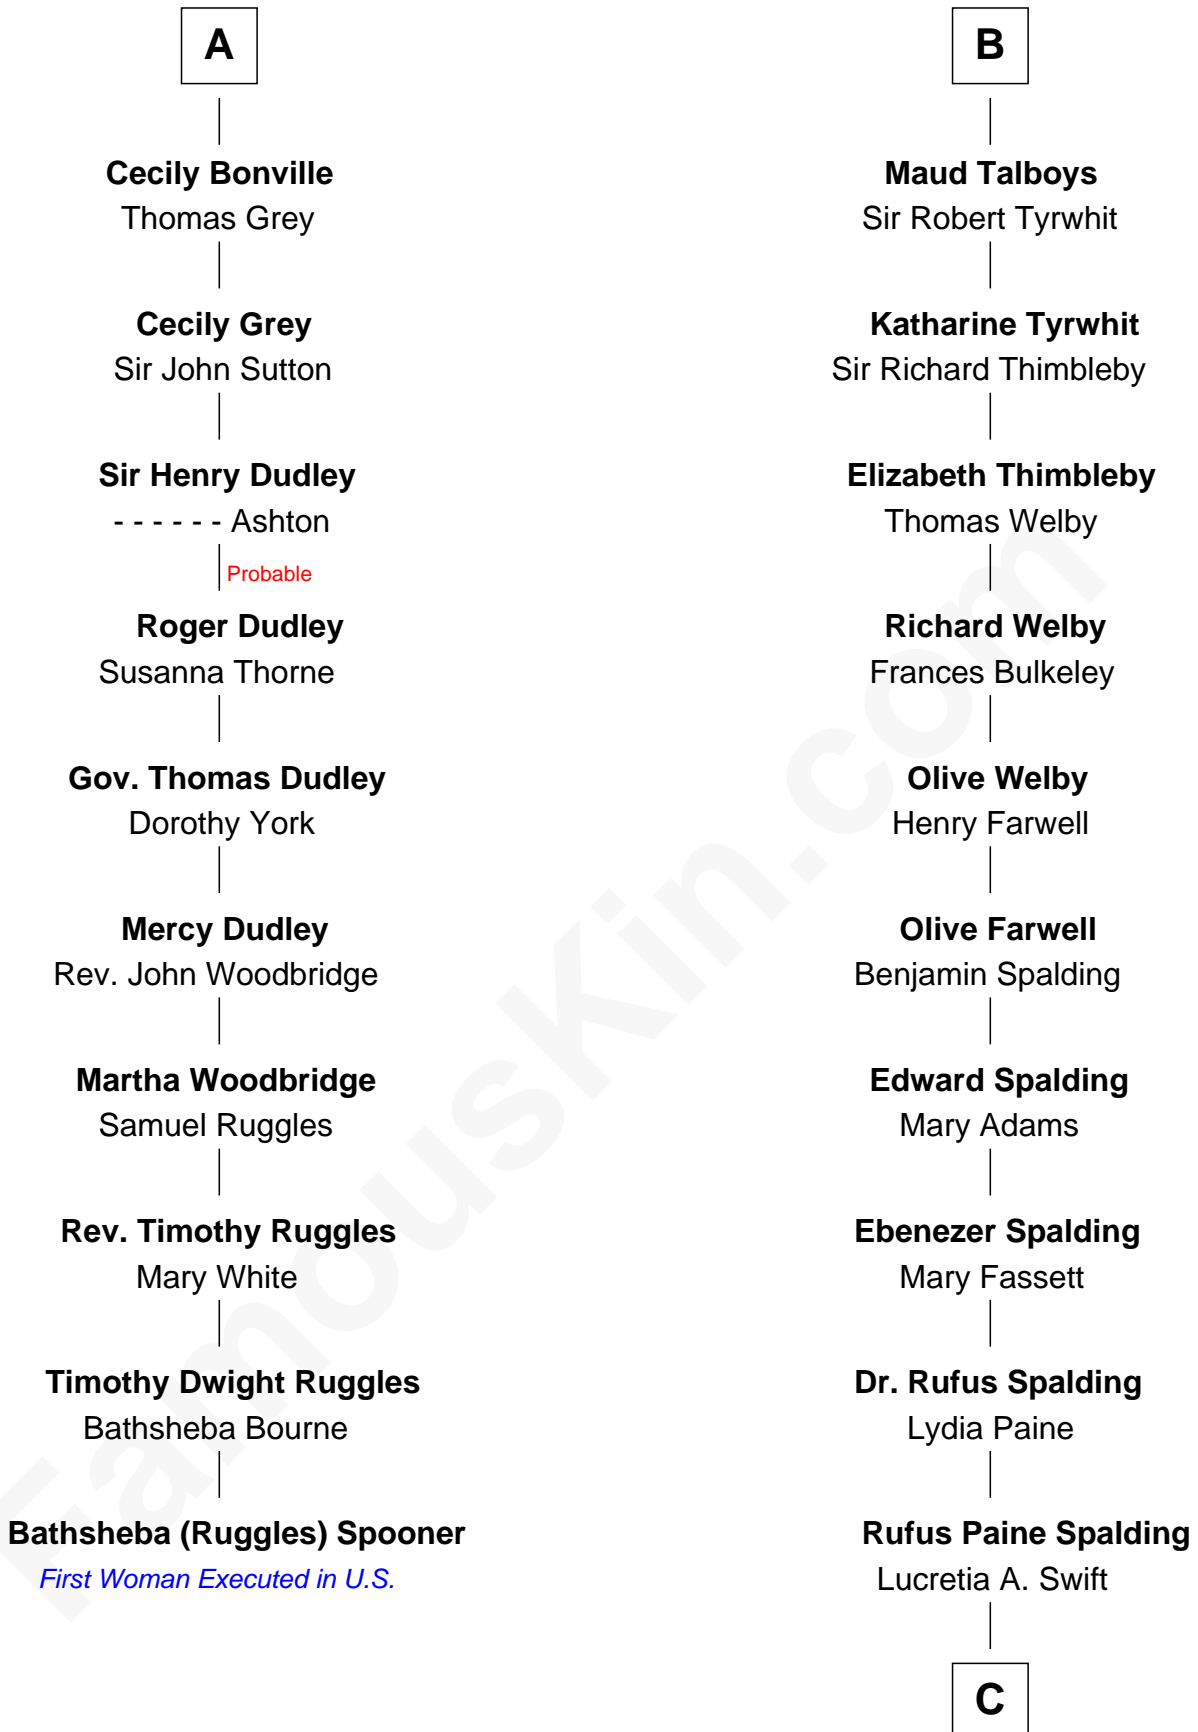 A
Cecily Bonville
Thomas Grey
Cecily Grey
Sir John Sutton
Sir Henry Dudley
- - - - - - Ashton
Probable
Roger Dudley
Susanna Thorne
Gov. Thomas Dudley
Dorothy York
Mercy Dudley
Rev. John Woodbridge
Martha Woodbridge
Samuel Ruggles
Rev. Timothy Ruggles
Mary White
Timothy Dwight Ruggles
Bathsheba Bourne
Bathsheba (Ruggles) Spooner
First Woman Executed in U.S.
B
Maud Talboys
Sir Robert Tyrwhit
Katharine Tyrwhit
Sir Richard Thimbleby
Elizabeth Thimbleby
Thomas Welby
Richard Welby
Frances Bulkeley
Olive Welby
Henry Farwell
Olive Farwell
Benjamin Spalding
Edward Spalding
Mary Adams
Ebenezer Spalding
Mary Fassett
Dr. Rufus Spalding
Lydia Paine
Rufus Paine Spalding
Lucretia A. Swift
C
FamousKin.com